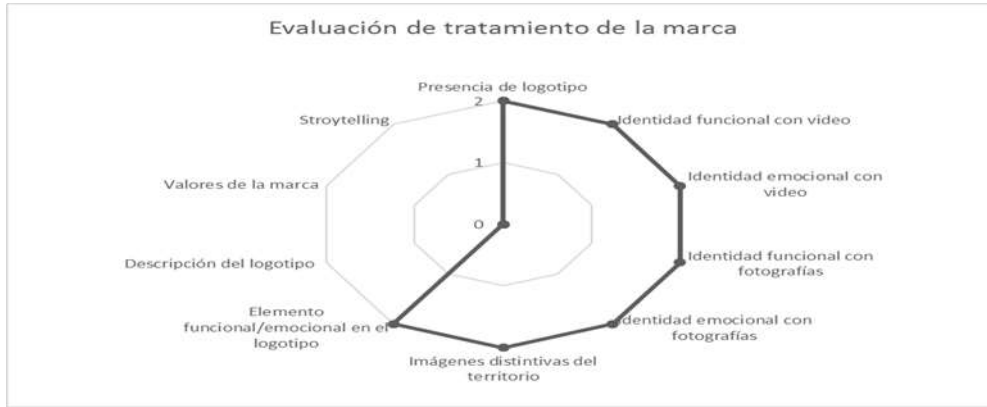 Evaluación de tratamiento de la marca
Presencia de logotipo
2
Stroytelling
Identidad funcional con video
1
Valores de la marca
Identidad emocional con
video
0
Descripción del logotipo
Identidad funcional con
fotografías
Elemento
funcional/emocional en el
logotipo
Identidad emocional con
fotografías
Imágenes distintivas del
territorio